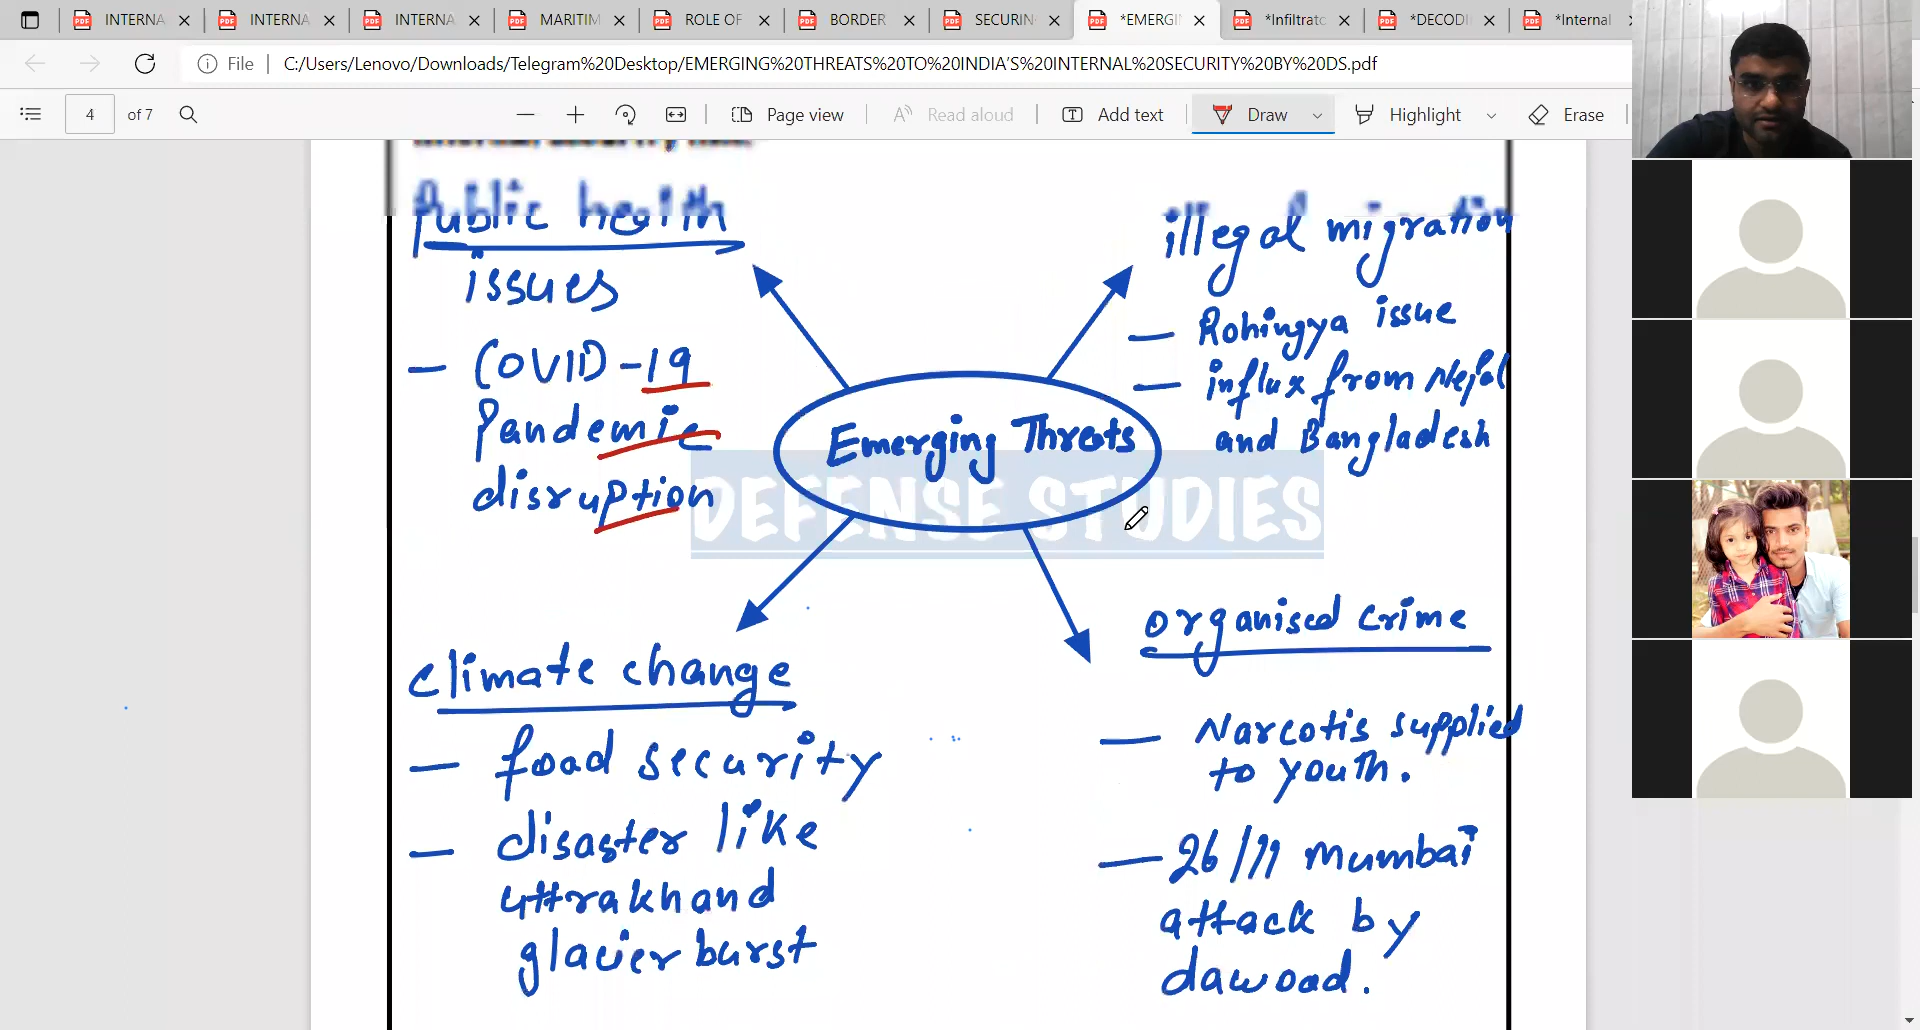 INTERNA
INTERNA
INTERNA
MARITIM
ROLE OF
BORDER
SECURIN
*EMERGI
*Infiltrato
*DECODI
*Internal
File
C:/Users/Lenovo/Downloads/Telegram%20Desktop/EMERGING%20THREATS%20TO%20INDIA'S%20INTERNAL%20SECURITY%20BY%20DS.pdf
4 of 7
Page view
Read aloud
Add text
Draw
Highlight
Erase
Public health
issues
- COVID-19
Pandemic
disruption
illegal migration
- Rohingya issue
- influx from Nepal
and Bangladesh
Emerging Threats
DEFENSE STUDIES
climate change
- food security
- disaster like
uttrakhand
glacier burst
organised crime
- Narcotis supplied
to youth.
- 26/11 mumbai
attack by
dawood.